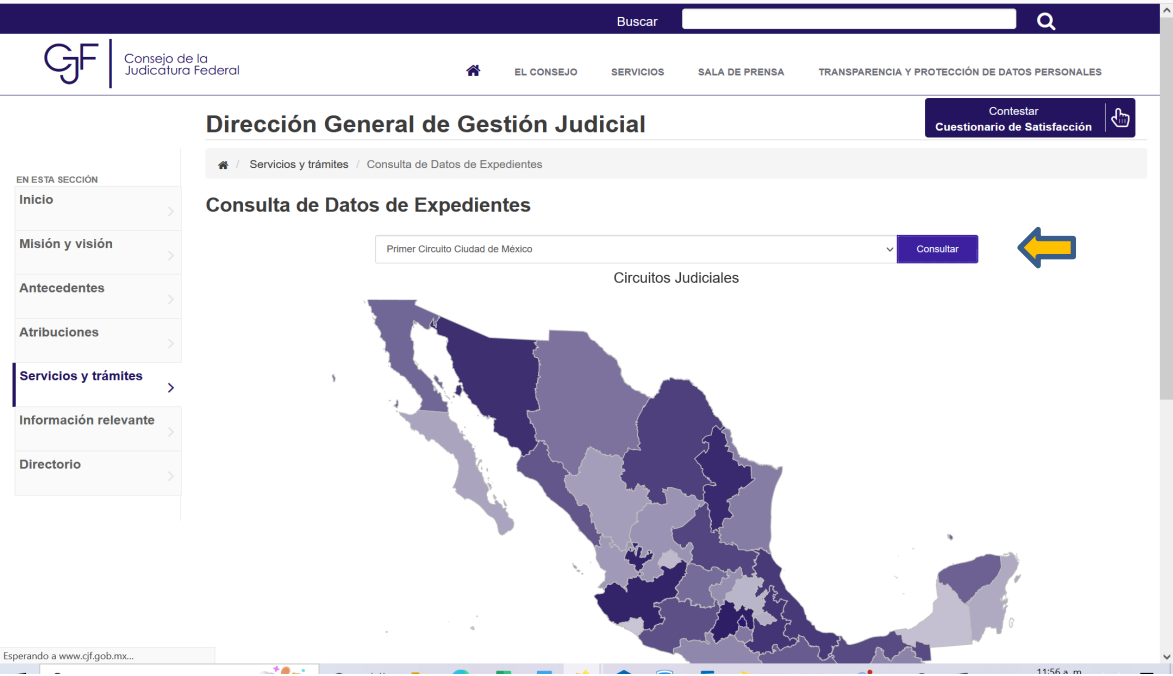 Buscar
CJF
Consejo de la
Judicatura Federal
EL CONSEJO
SERVICIOS
SALA DE PRENSA
TRANSPARENCIA Y PROTECCIÓN DE DATOS PERSONALES
Dirección General de Gestión Judicial
Contestar
Cuestionario de Satisfacción
/ Servicios y trámites / Consulta de Datos de Expedientes
EN ESTA SECCIÓN
Inicio
Misión y visión
Antecedentes
Atribuciones
Servicios y trámites
Información relevante
Directorio
Consulta de Datos de Expedientes
Primer Circuito Ciudad de México
Consultar
Circuitos Judiciales
Esperando a www.cjf.gob.mx...
11:56 a. m.